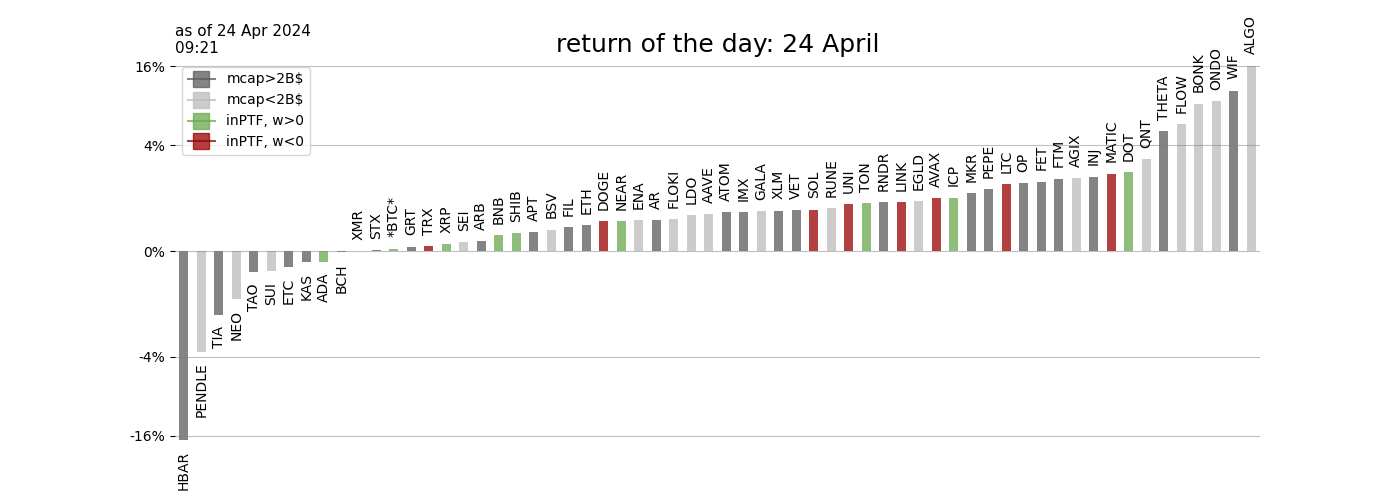 as of 24 Apr 2024
09:21
return of the day: 24 April
mcap>2B$
mcap<2B$
inPTF, w>0
inPTF, w<0
16%
4%
0%
-4%
-16%
HBAR
PENDLE
TIA
NEO
TAO
SUI
ETC
KAS
ADA
BCH
XMR
STX
*BTC*
GRT
TRX
XRP
SEI
ARB
BNB
SHIB
APT
BSV
FIL
ETH
DOGE
NEAR
ENA
AR
FLOKI
LDO
AAVE
ATOM
IMX
GALA
XLM
VET
SOL
RUNE
UNI
TON
RNDR
LINK
EGLD
AVAX
ICP
MKR
PEPE
LTC
OP
FET
FTM
AGIX
INJ
MATIC
DOT
QNT
THETA
FLOW
BONK
ONDO
WIF
ALGO